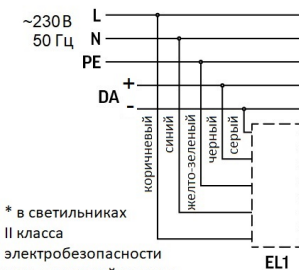 ~230 В
50 Гц
L
N
PE
DA
+
-
коричневый
синий
желто-зеленый
черный
серый
* в светильниках
II класса
электробезопасности
EL1